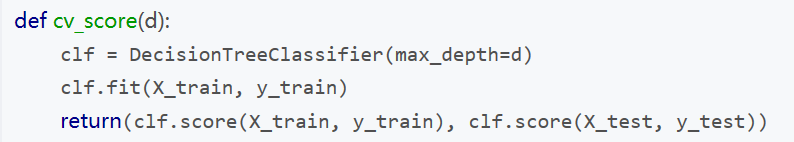 def cv_score(d):
    clf = DecisionTreeClassifier(max_depth=d)
    clf.fit(X_train, y_train)
    return(clf.score(X_train, y_train), clf.score(X_test, y_test))